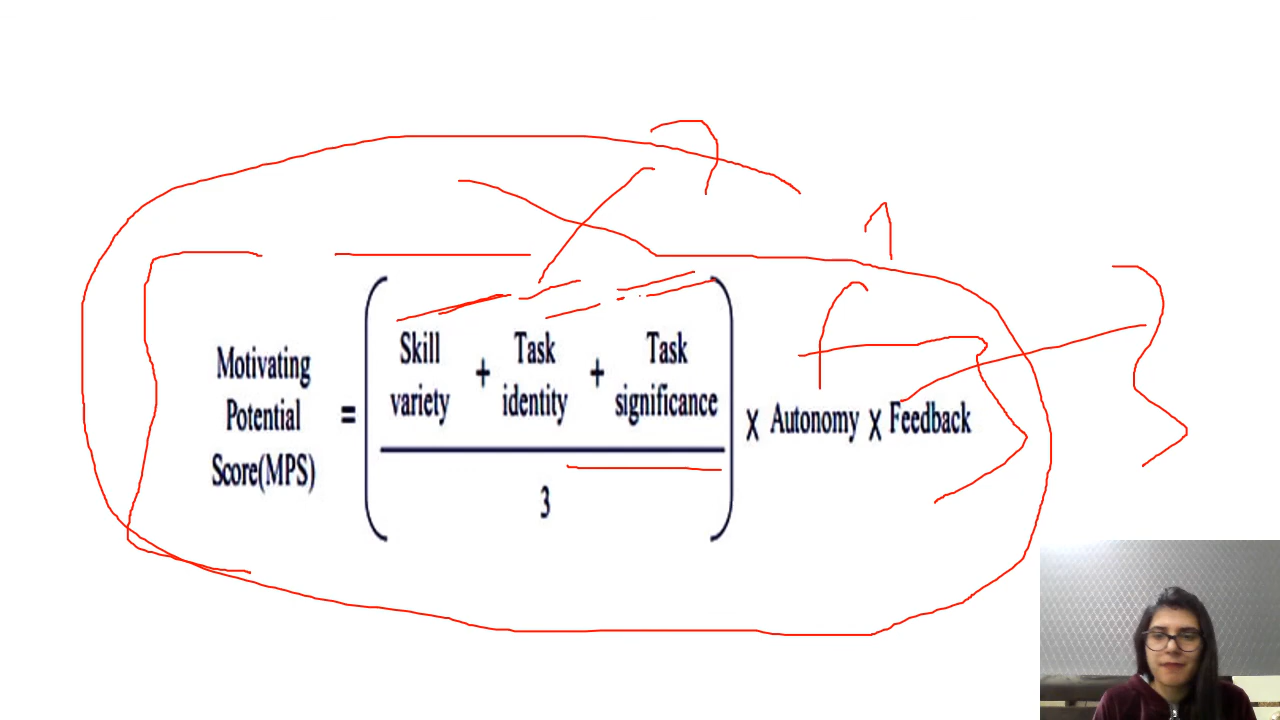 Skill Task Task
Motivating variety + identity + significance
Potential = x Autonomy x Feedback
Score(MPS) 3